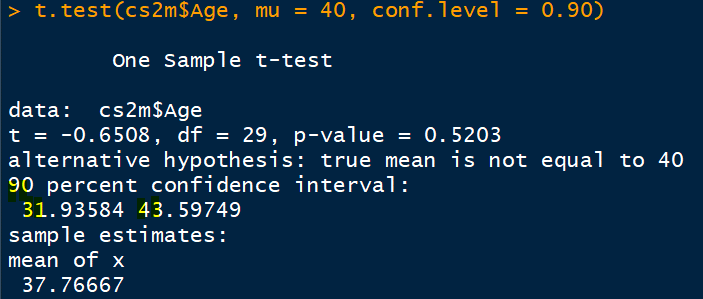 > t.test(cs2m$Age, mu = 40, conf.level = 0.90)
One Sample t-test
data:  cs2m$Age
t = -0.6508, df = 29, p-value = 0.5203
alternative hypothesis: true mean is not equal to 40
90 percent confidence interval:
31.93584 43.59749
sample estimates:
mean of x
37.76667